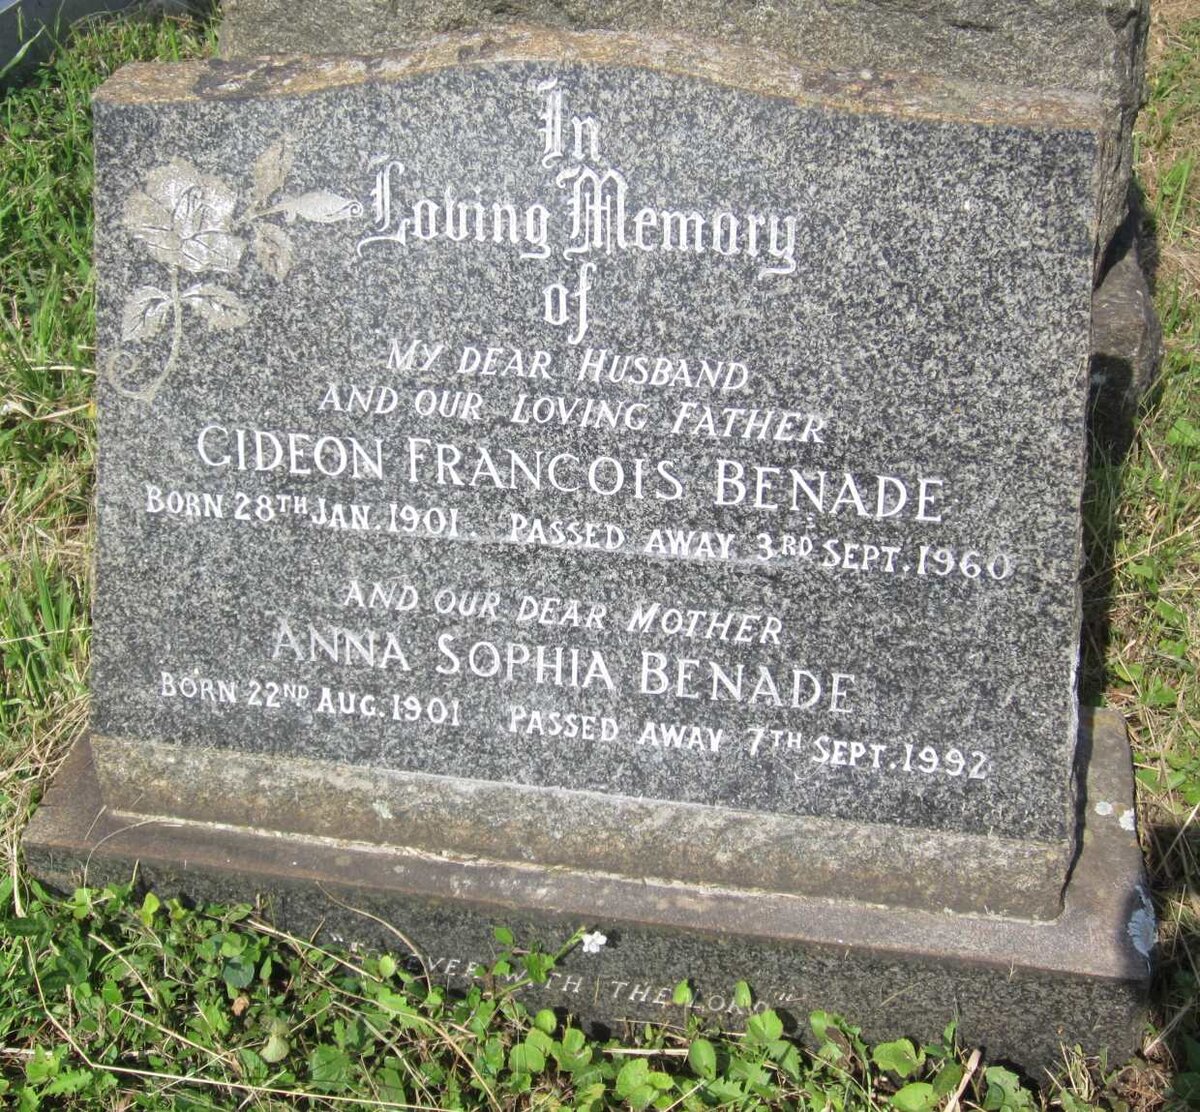 In
Loving Memory
of
MY DEAR HUSBAND
AND OUR LOVING FATHER
GIDEON FRANCOIS BENADE
BORN 28TH JAN. 1901. PASSED AWAY 3RD SEPT. 1960
AND OUR DEAR MOTHER
ANNA SOPHIA BENADE
BORN 22ND AUG. 1901 PASSED AWAY 7TH SEPT. 1992
WITH THE LORD"